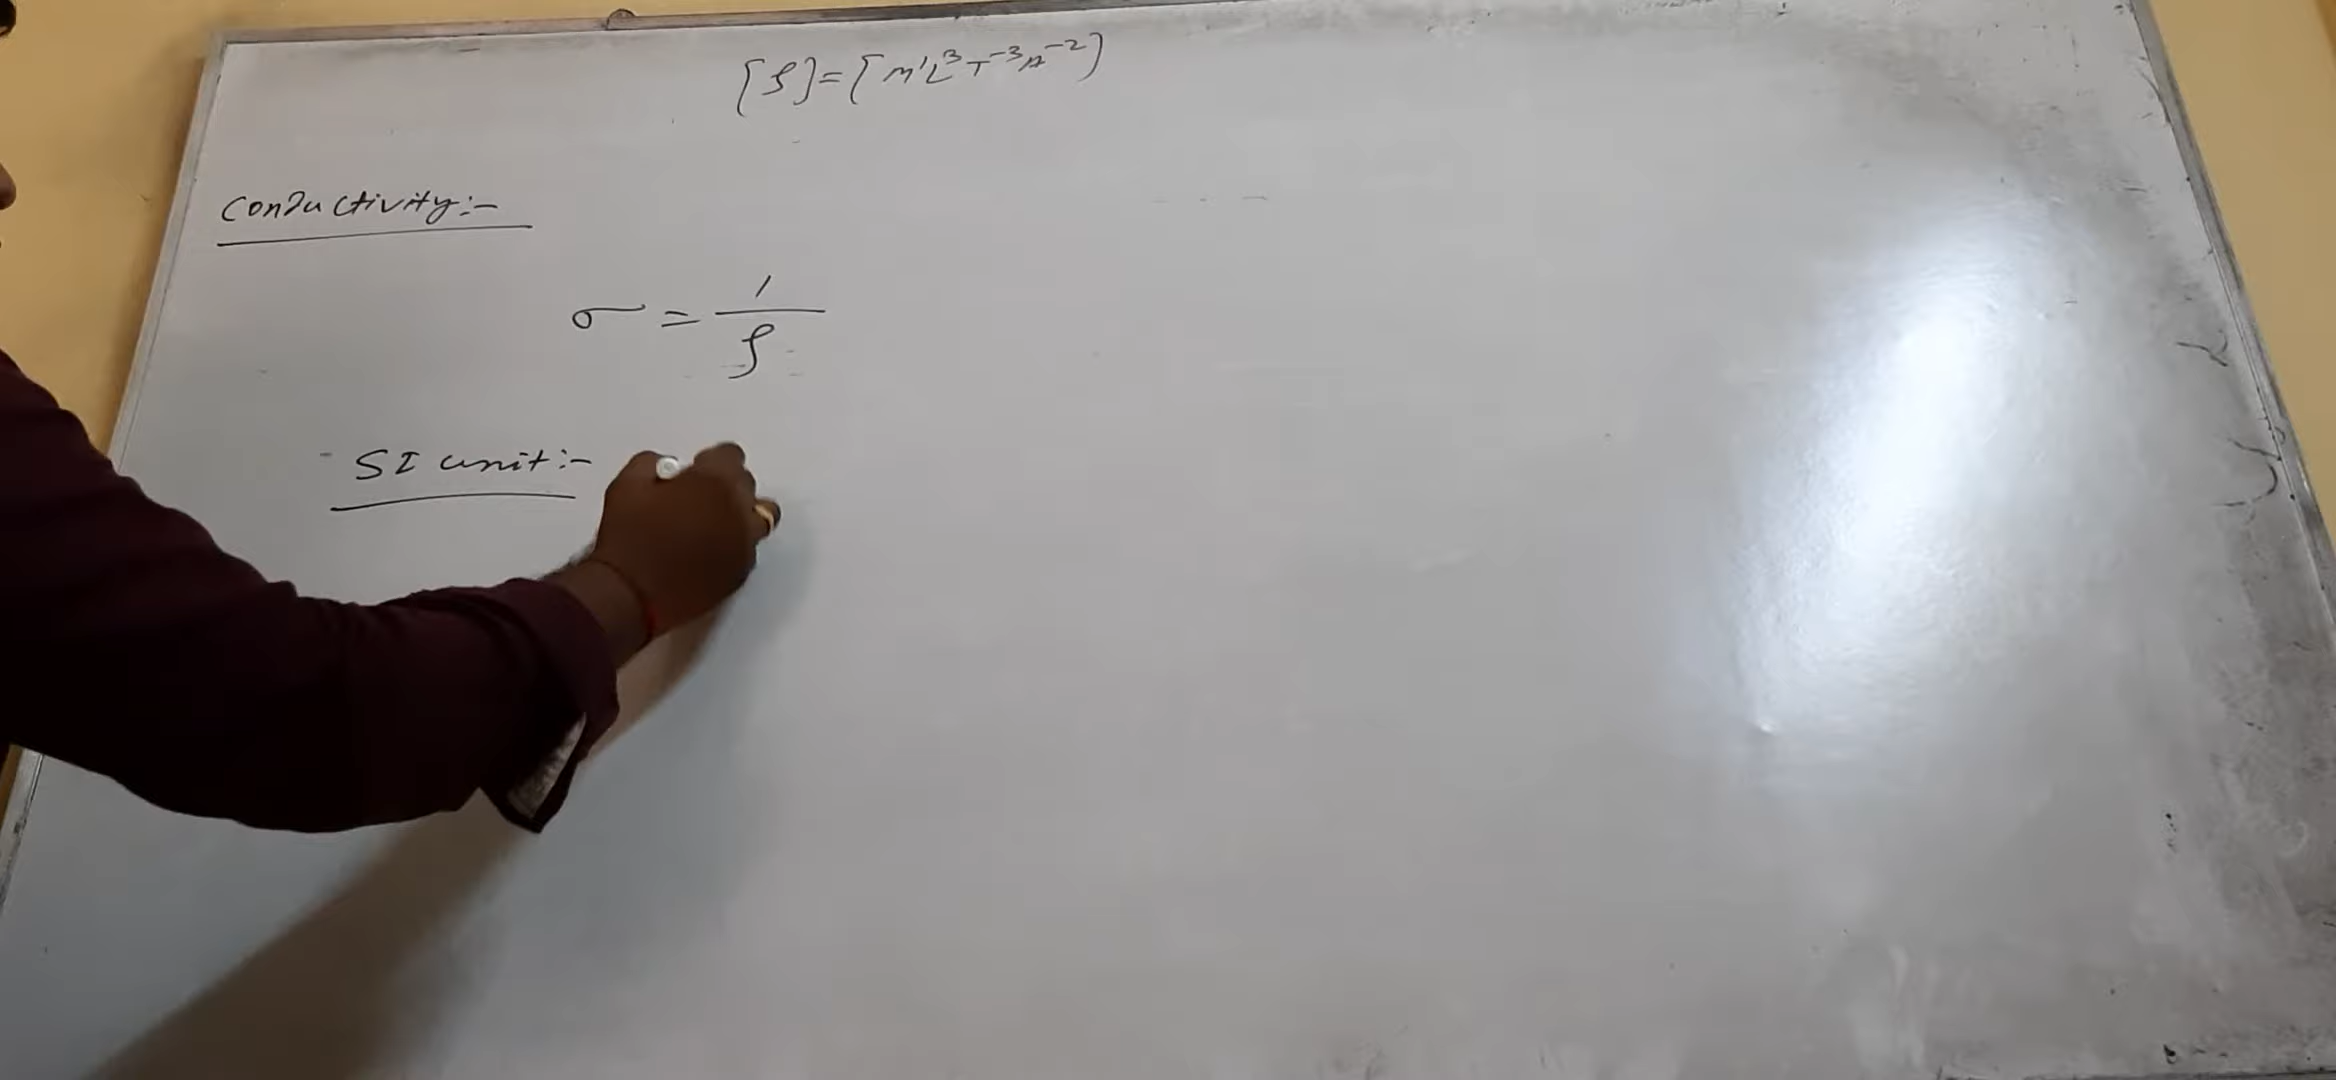 [ρ] = [M¹L³T⁻³A⁻²]
Conductivity:-
σ = 1/ρ
- SI unit:-